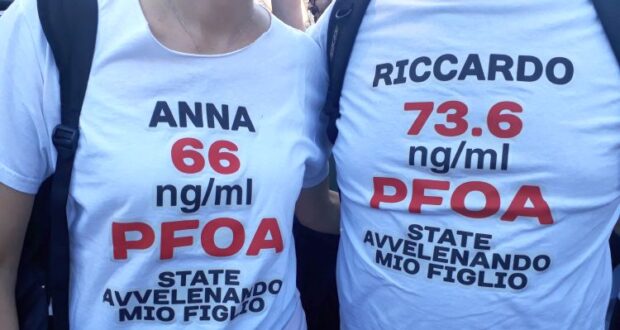 ANNA
66
ng/ml
PFOA
STATE
AVVELENANDO
MIO FIGLIO
RICCARDO
73.6
ng/ml
PFOA
STATE
AVVELENANDO
MIO FIGLIO